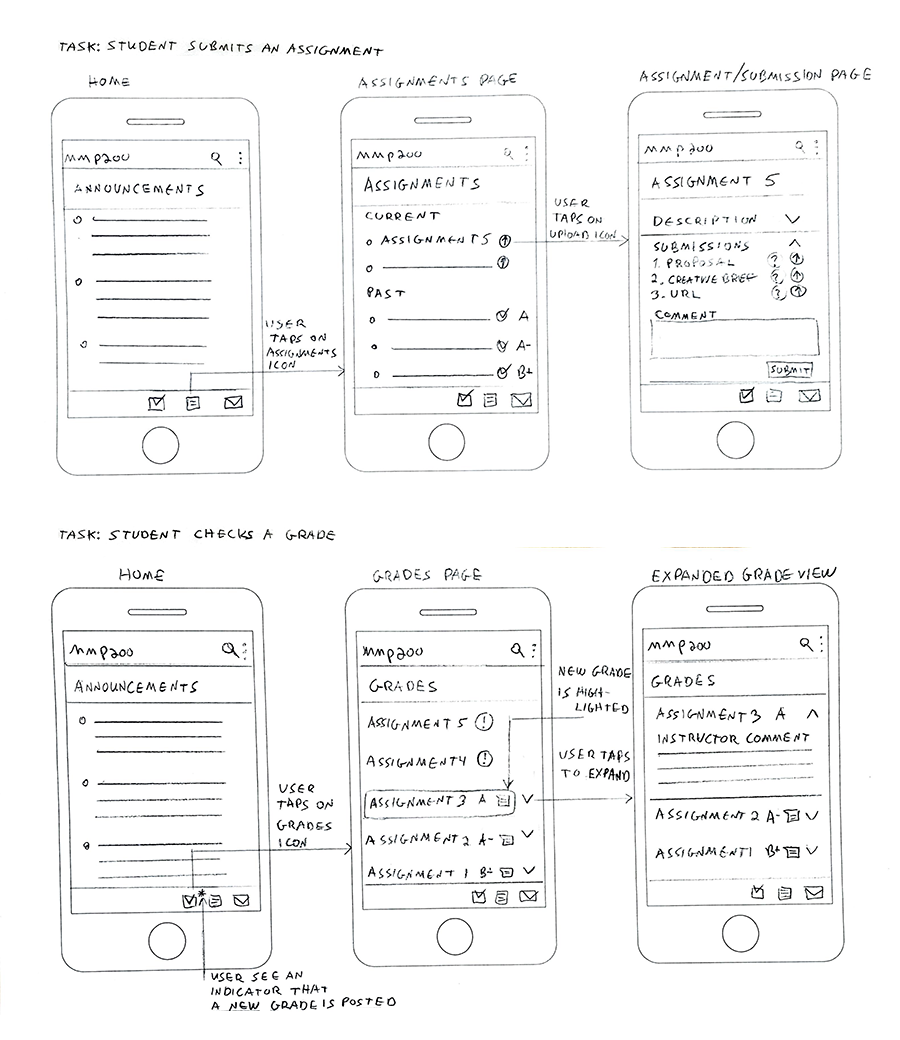 TASK: STUDENT SUBMITS AN ASSIGNMENT
HOME
MMP200
ANNOUNCEMENTS
USER
TAPS ON
ASSIGNMENTS
ICON
ASSIGNMENTS PAGE
MMP200
ASSIGNMENTS
CURRENT
ASSIGNMENT 5
PAST
A
A-
B+
USER
TAPS ON
UPLOAD ICON
ASSIGNMENT/SUBMISSION PAGE
MMP200
ASSIGNMENT 5
DESCRIPTION
SUBMISSIONS
1. PROPOSAL ?
2. CREATIVE BRIEF ?
3. URL ?
COMMENT
SUBMIT
TASK: STUDENT CHECKS A GRADE
HOME
MMP200
ANNOUNCEMENTS
*
USER SEE AN
INDICATOR THAT
A NEW GRADE IS POSTED
USER
TAPS ON
GRADES
ICON
GRADES PAGE
MMP200
GRADES
ASSIGNMENT 5 !
ASSIGNMENT 4 !
ASSIGNMENT 3 A
ASSIGNMENT 2 A-
ASSIGNMENT 1 B+
NEW GRADE
IS HIGH-
LIGHTED
USER TAPS
TO EXPAND
EXPANDED GRADE VIEW
MMP200
GRADES
ASSIGNMENT 3 A
INSTRUCTOR COMMENT
ASSIGNMENT 2 A-
ASSIGNMENT 1 B+